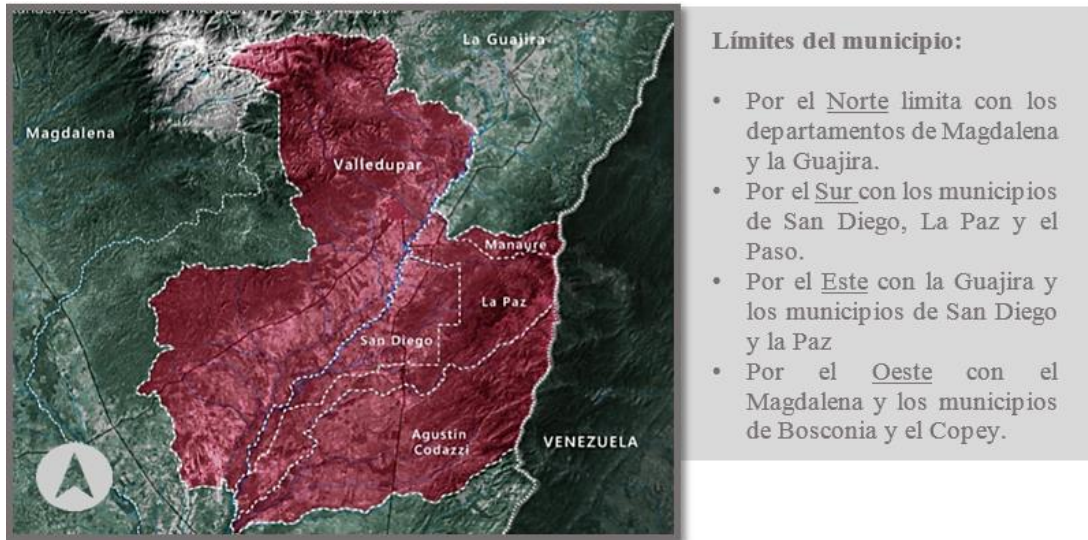 La Guajira
Magdalena
Valledupar
Manaure
La Paz
San Diego
Agustín
Codazzi
VENEZUELA
Límites del municipio:
• Por el Norte limita con los
departamentos de Magdalena
y la Guajira.
• Por el Sur con los municipios
de San Diego, La Paz y el
Paso.
• Por el Este con la Guajira y
los municipios de San Diego
y la Paz
• Por el Oeste con el
Magdalena y los municipios
de Bosconia y el Copey.